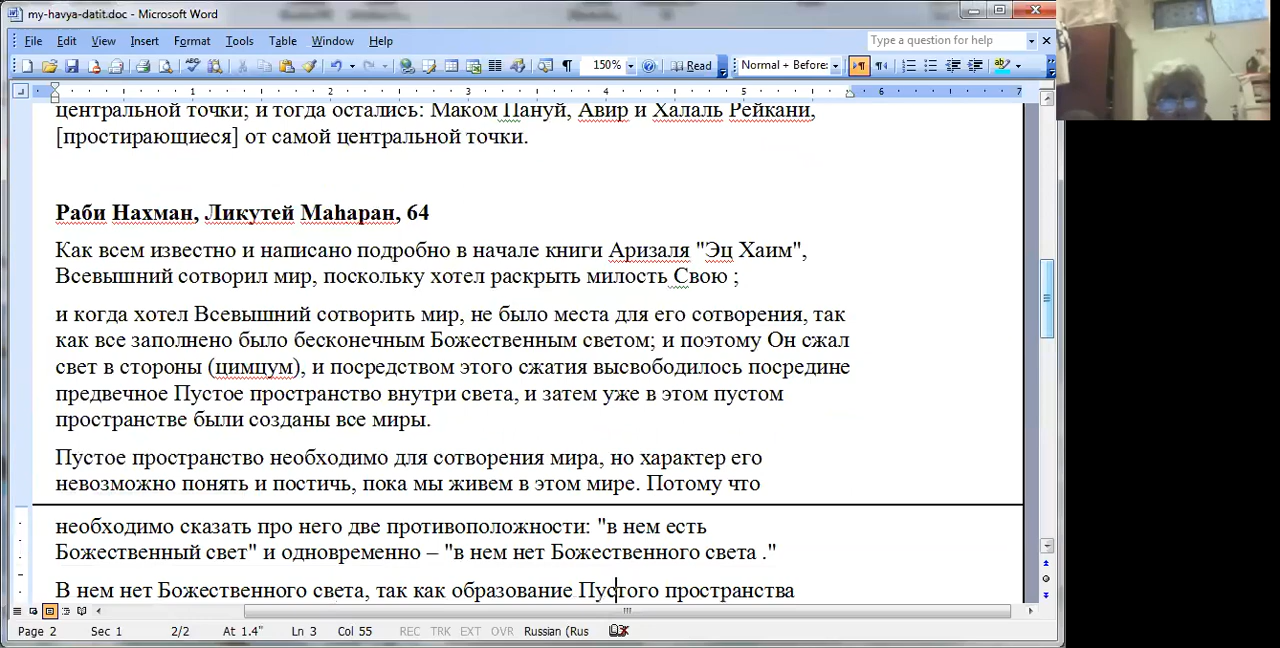 my-havya-datit.doc - Microsoft Word
File Edit View Insert Format Tools Table Window Help
Type a question for help
150% Read Normal + Before:
1 2 3 4 5 6 7
центральной точки; и тогда остались: Маком Пануй, Авир и Халаль Рейкани,
[простирающиеся] от самой центральной точки.
Раби Нахман, Ликутей Маhаран, 64
Как всем известно и написано подробно в начале книги Аризаля "Эц Хаим",
Всевышний сотворил мир, поскольку хотел раскрыть милость Свою ;
и когда хотел Всевышний сотворить мир, не было места для его сотворения, так
как все заполнено было бесконечным Божественным светом; и поэтому Он сжал
свет в стороны (цимцум), и посредством этого сжатия высвободилось посредине
предвечное Пустое пространство внутри света, и затем уже в этом пустом
пространстве были созданы все миры.
Пустое пространство необходимо для сотворения мира, но характер его
невозможно понять и постичь, пока мы живем в этом мире. Потому что
необходимо сказать про него две противоположности: "в нем есть
Божественный свет" и одновременно – "в нем нет Божественного света ."
В нем нет Божественного света, так как образование Пустого пространства
Page 2 Sec 1 2/2 At 1.4" Ln 3 Col 55 REC TRK EXT OVR Russian (Rus